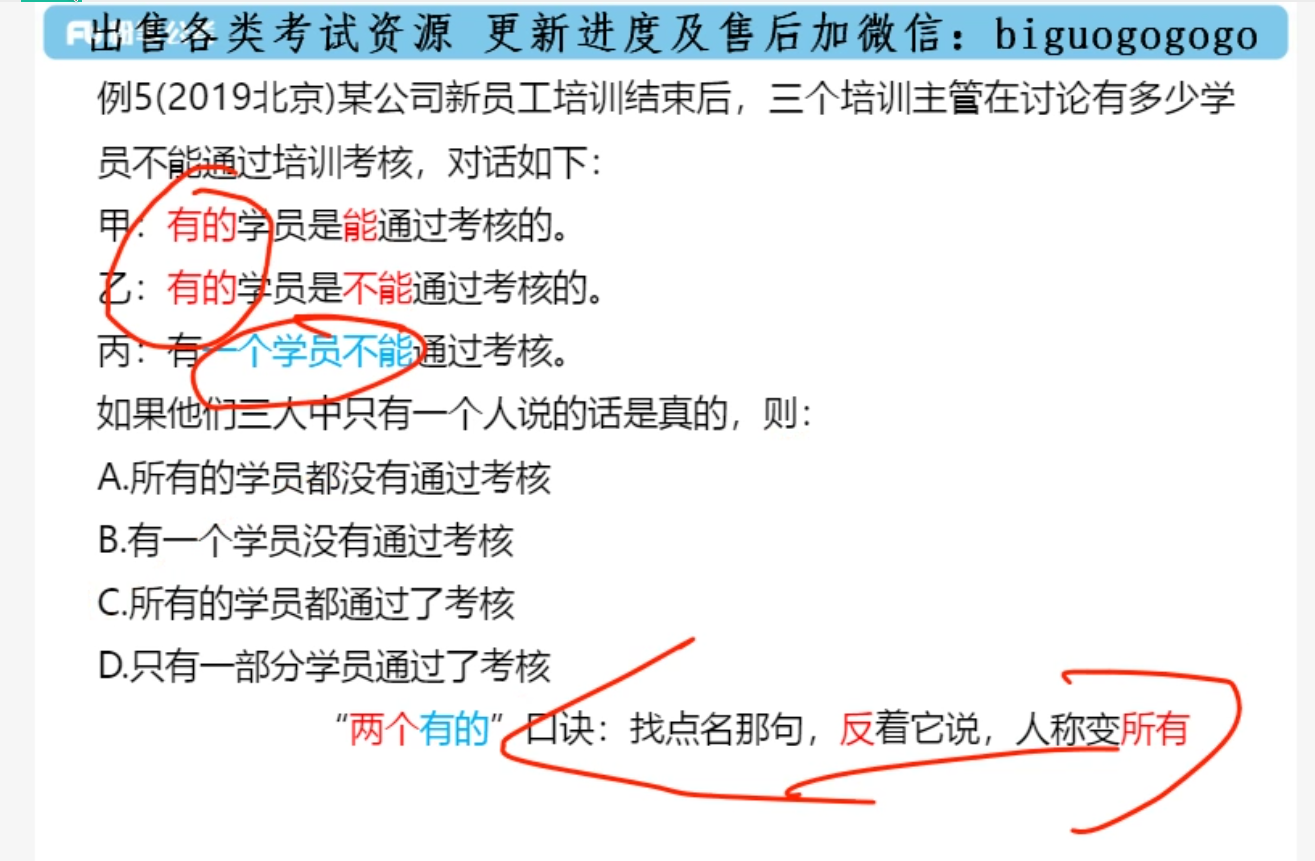 出售各类考试资源 更新进度及售后加微信：biguogogogo
例5(2019北京)某公司新员工培训结束后，三个培训主管在讨论有多少学
员不能通过培训考核，对话如下：
甲：有的学员是能通过考核的。
乙：有的学员是不能通过考核的。
丙：有一个学员不能通过考核。
如果他们三人中只有一个人说的话是真的，则：
A.所有的学员都没有通过考核
B.有一个学员没有通过考核
C.所有的学员都通过了考核
D.只有一部分学员通过了考核
“两个有的”口诀：找点名那句，反着它说，人称变所有